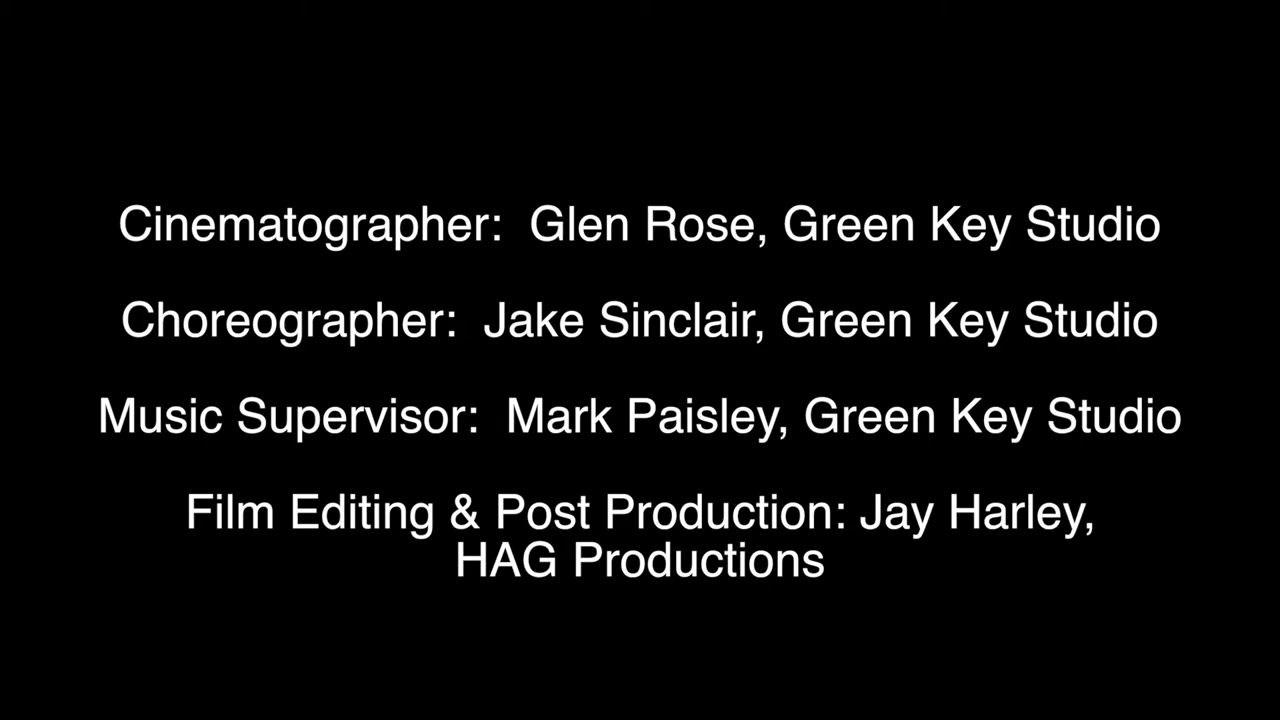 Cinematographer:  Glen Rose, Green Key Studio
Choreographer:  Jake Sinclair, Green Key Studio
Music Supervisor:  Mark Paisley, Green Key Studio
Film Editing & Post Production: Jay Harley,
HAG Productions